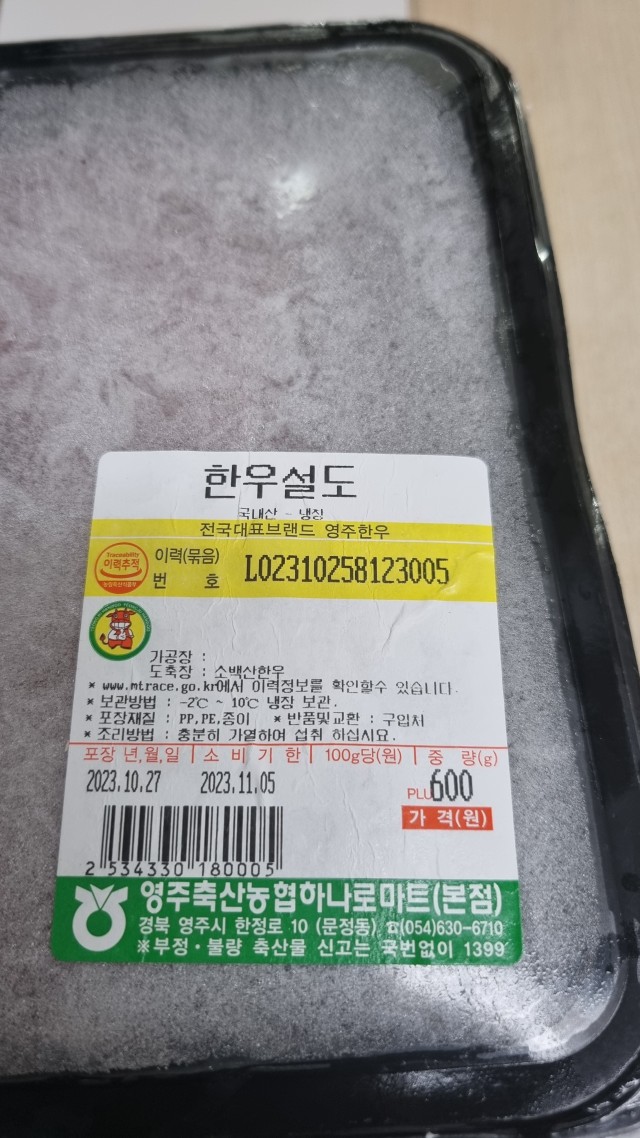 한우설도
국내산 - 냉장
전국대표브랜드 영주한우
Traceability
이력추적
이력(묶음)
번 호
L02310258123005
가공장 :
도축장 : 소백산한우
* www.mtrace.go.kr에서 이력정보를 확인할수 있습니다.
* 보관방법 : -2℃ ~ 10℃ 냉장 보관.
* 포장재질 : PP,PE,종이 * 반품및교환 : 구입처
* 조리방법 : 충분히 가열하여 섭취 하십시요.
포장 년,월,일 | 소 비 기 한 | 100g당(원) | 중 량(g)
2023.10.27 2023.11.05 PLU 600
가 격(원)
2 534330 180005
영주축산농협하나로마트(본점)
경북 영주시 한정로 10 (문정동) ☎(054)630-6710
※부정·불량 축산물 신고는 국번없이 1399